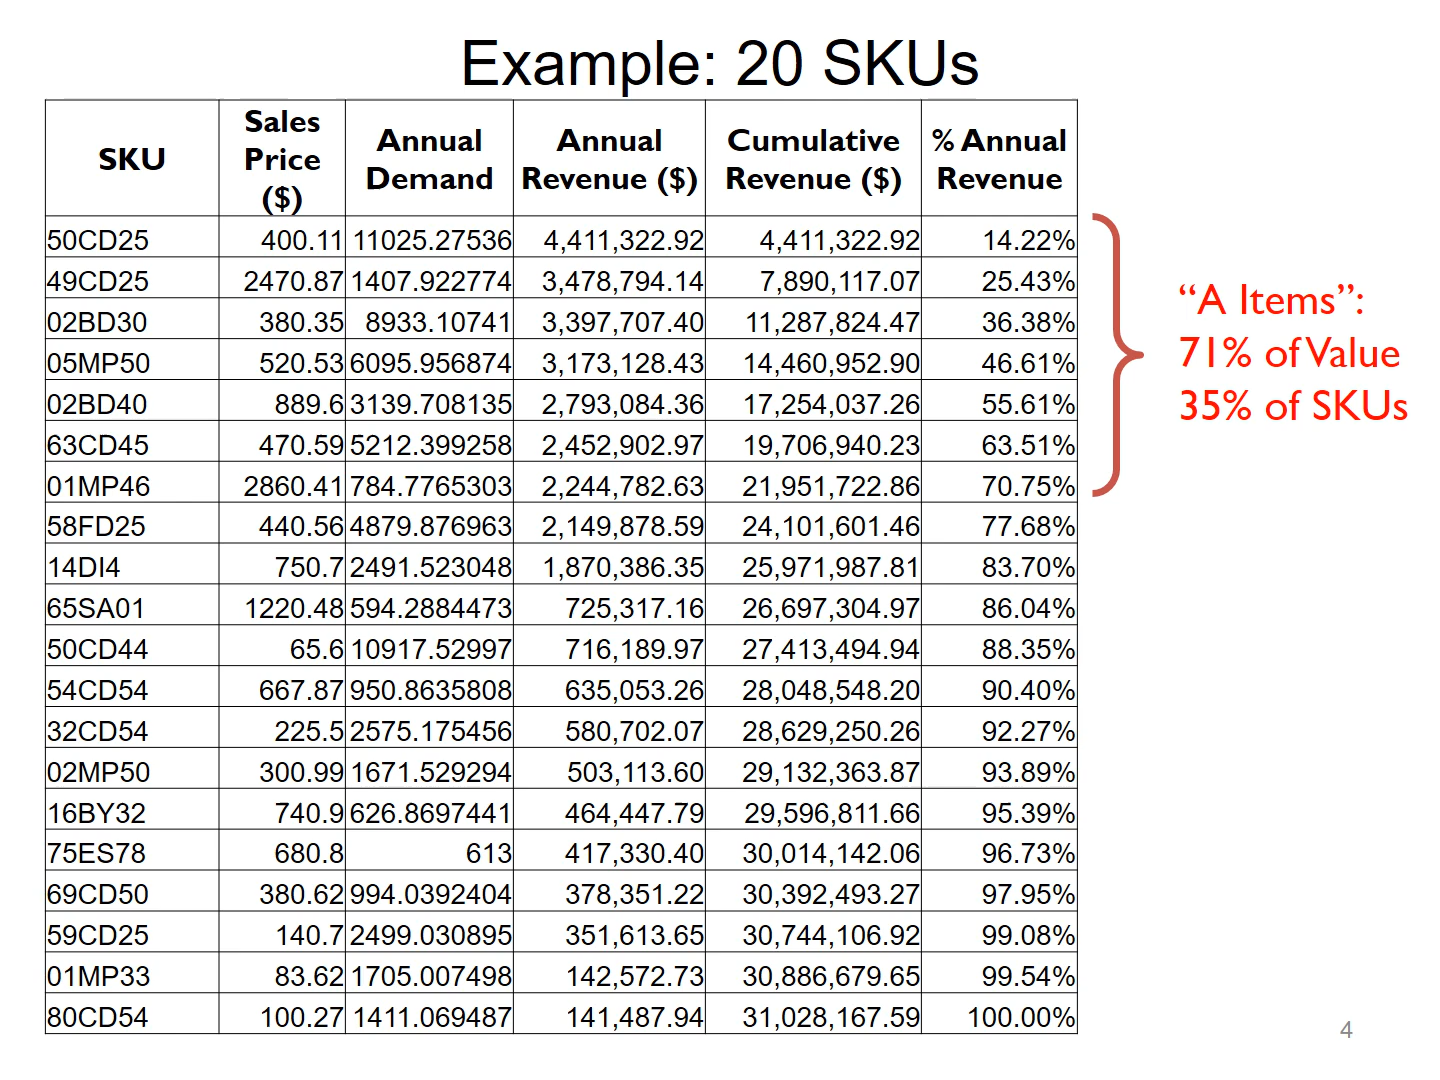 Example: 20 SKUs
SKU Sales Price ($) Annual Demand Annual Revenue ($) Cumulative Revenue ($) % Annual Revenue
50CD25 400.11 11025.27536 4,411,322.92 4,411,322.92 14.22%
49CD25 2470.87 1407.922774 3,478,794.14 7,890,117.07 25.43%
02BD30 380.35 8933.10741 3,397,707.40 11,287,824.47 36.38%
05MP50 520.53 6095.956874 3,173,128.43 14,460,952.90 46.61%
02BD40 889.6 3139.708135 2,793,084.36 17,254,037.26 55.61%
63CD45 470.59 5212.399258 2,452,902.97 19,706,940.23 63.51%
01MP46 2860.41 784.7765303 2,244,782.63 21,951,722.86 70.75%
58FD25 440.56 4879.876963 2,149,878.59 24,101,601.46 77.68%
14DI4 750.7 2491.523048 1,870,386.35 25,971,987.81 83.70%
65SA01 1220.48 594.2884473 725,317.16 26,697,304.97 86.04%
50CD44 65.6 10917.52997 716,189.97 27,413,494.94 88.35%
54CD54 667.87 950.8635808 635,053.26 28,048,548.20 90.40%
32CD54 225.5 2575.175456 580,702.07 28,629,250.26 92.27%
02MP50 300.99 1671.529294 503,113.60 29,132,363.87 93.89%
16BY32 740.9 626.8697441 464,447.79 29,596,811.66 95.39%
75ES78 680.8 613 417,330.40 30,014,142.06 96.73%
69CD50 380.62 994.0392404 378,351.22 30,392,493.27 97.95%
59CD25 140.7 2499.030895 351,613.65 30,744,106.92 99.08%
01MP33 83.62 1705.007498 142,572.73 30,886,679.65 99.54%
80CD54 100.27 1411.069487 141,487.94 31,028,167.59 100.00%
“A Items”:
71% of Value
35% of SKUs
4